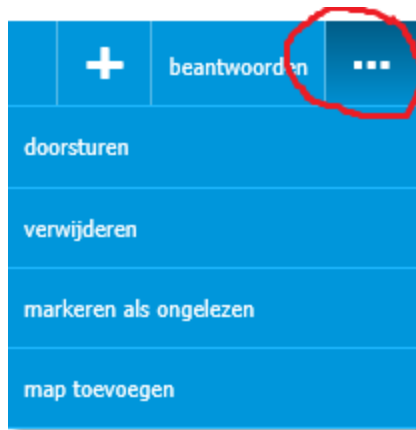 beantwoorden
doorsturen
verwijderen
markeren als ongelezen
map toevoegen